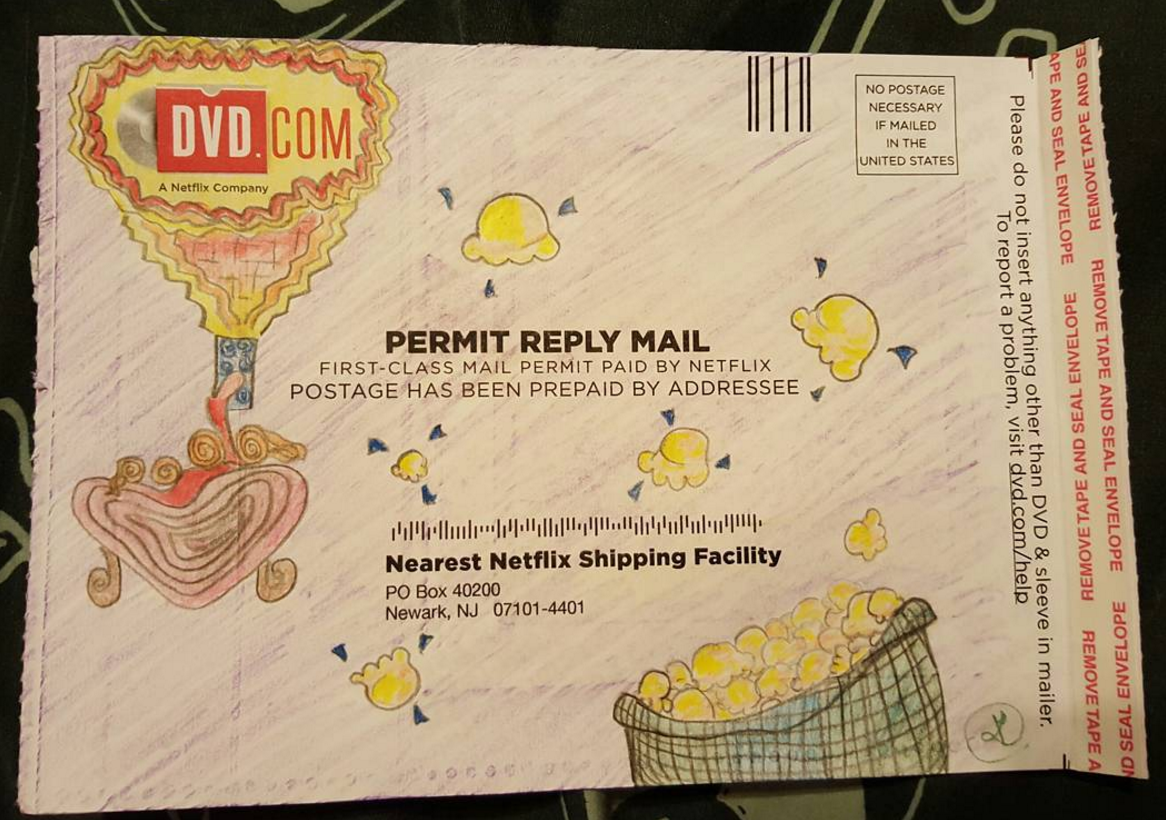 DVD.COM
A Netflix Company
NO POSTAGE
NECESSARY
IF MAILED
IN THE
UNITED STATES
PERMIT REPLY MAIL
FIRST-CLASS MAIL PERMIT PAID BY NETFLIX
POSTAGE HAS BEEN PREPAID BY ADDRESSEE
Nearest Netflix Shipping Facility
PO Box 40200
Newark, NJ 07101-4401
Please do not insert anything other than DVD & sleeve in mailer.
To report a problem, visit dvd.com/help
APE AND SEAL ENVELOPE REMOVE TAPE AND SEAL ENVELOPE REMOVE TAPE A
REMOVE TAPE AND SE
REMOVE TAPE AND SEAL ENVELOPE
ND SEAL ENVELOPE